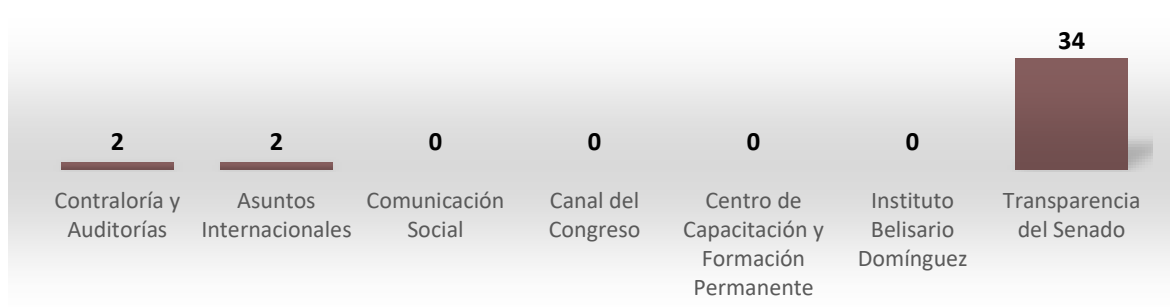 34
2
2
0
0
0
0
Contraloría y
Auditorías
Asuntos
Internacionales
Comunicación
Social
Canal del
Congreso
Centro de
Capacitación y
Formación
Permanente
Instituto
Belisario
Domínguez
Transparencia
del Senado